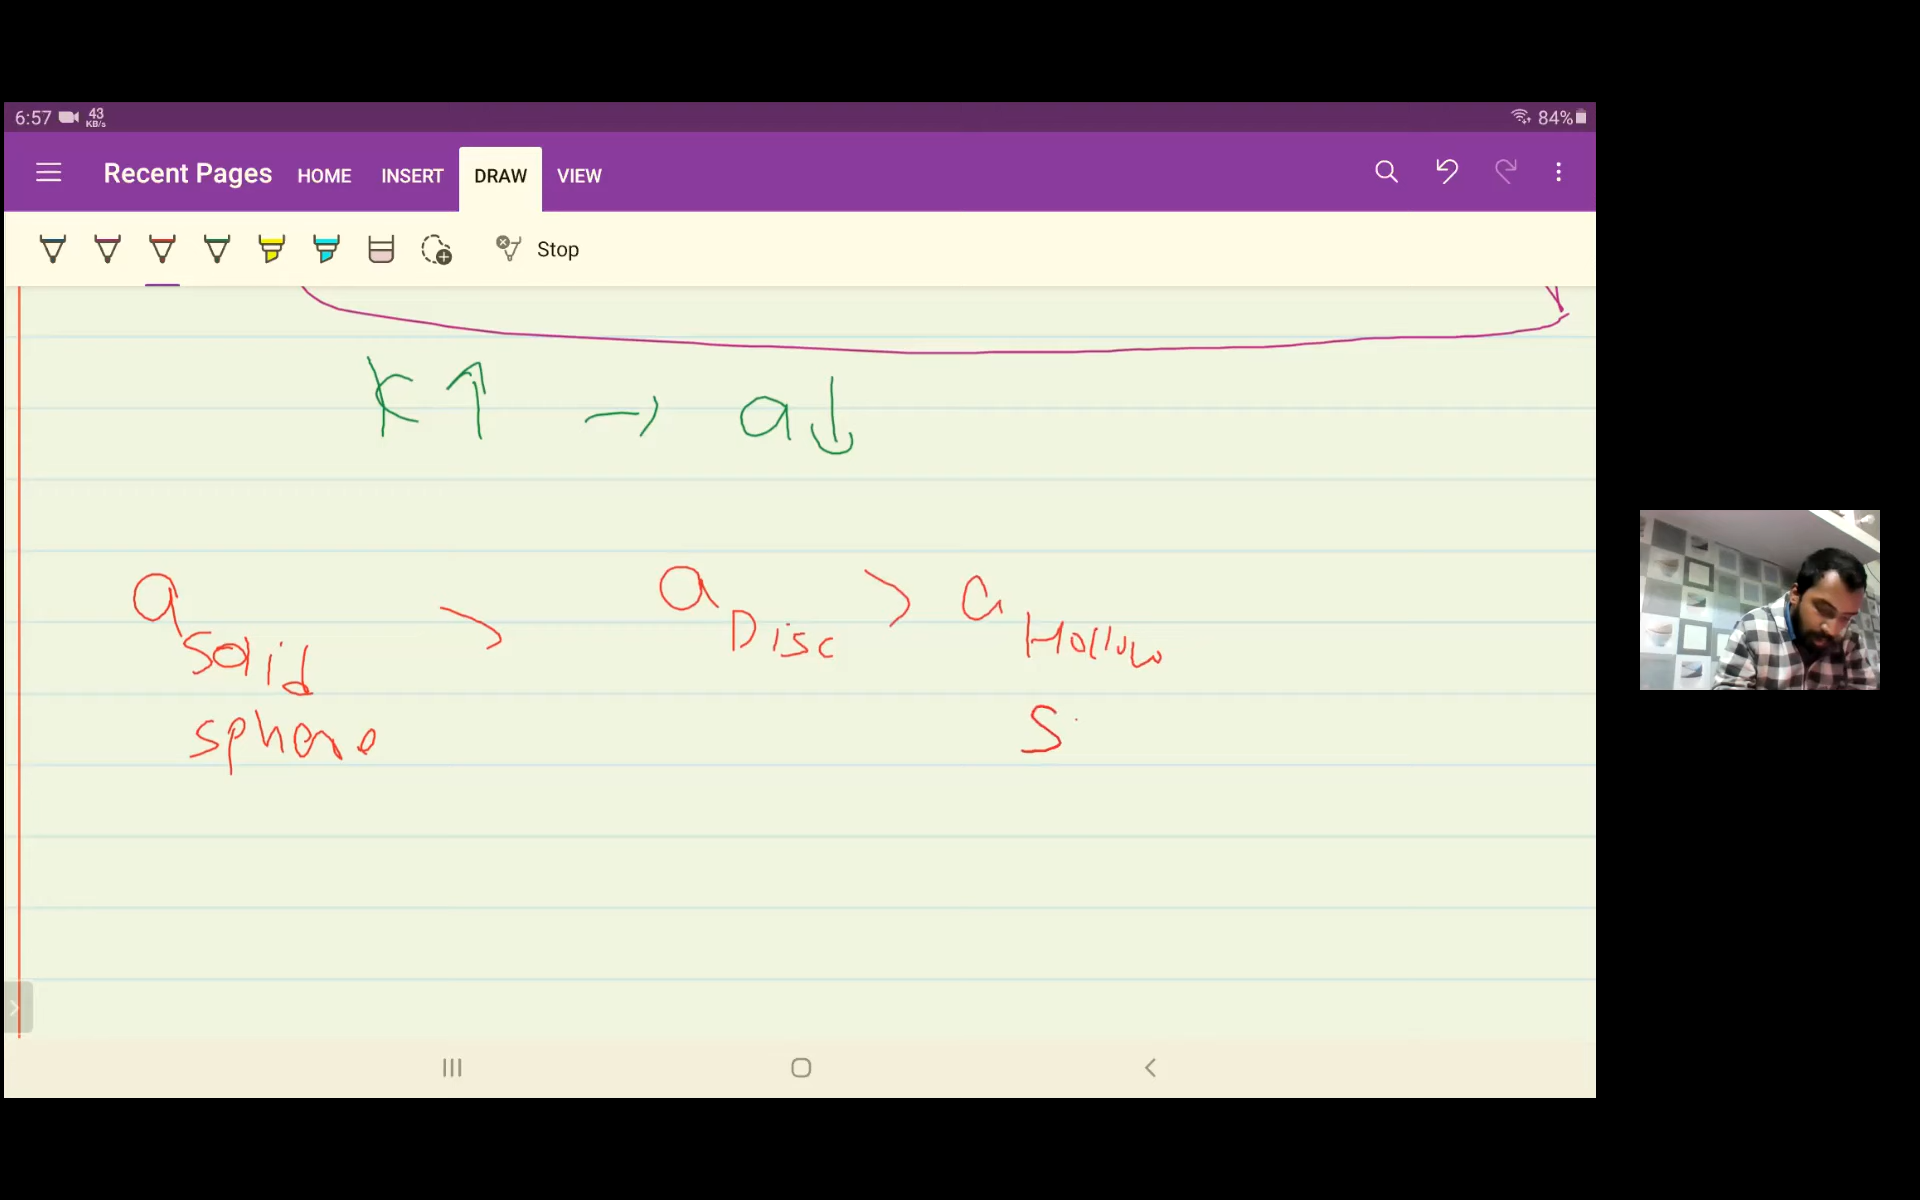 6:57 43 KB/s 84%
Recent Pages HOME INSERT DRAW VIEW
Stop
K↑ → a↓
a Solid sphere > a Disc > a Hollow S